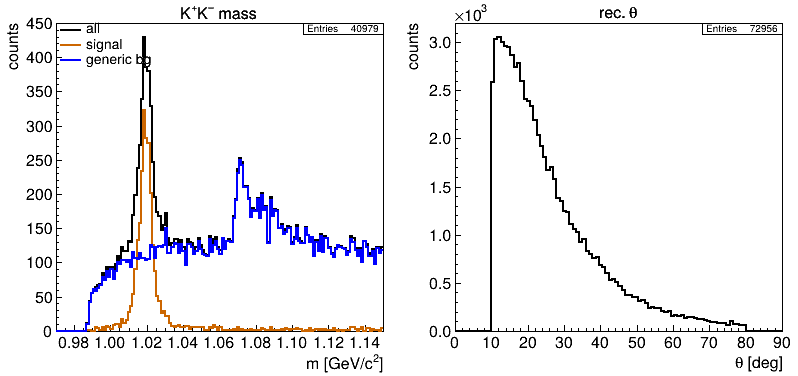 K⁺K⁻ mass
counts
Entries 40979
all
signal
generic bg
450
400
350
300
250
200
150
100
50
0
0.98 1.00 1.02 1.04 1.06 1.08 1.10 1.12 1.14
m [GeV/c²]
rec. θ
×10³
counts
Entries 72956
3.0
2.5
2.0
1.5
1.0
0.5
0.0
0 10 20 30 40 50 60 70 80 90
θ [deg]